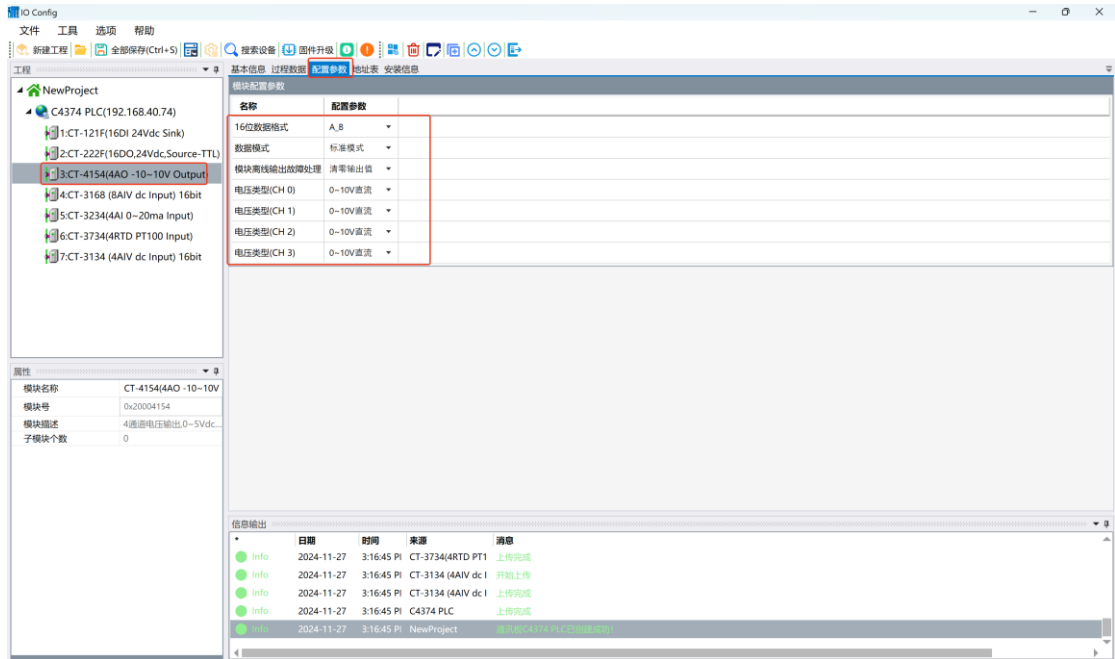 IO Config
文件 工具 选项 帮助
新建工程 全部保存(Ctrl+S) 搜索设备 固件升级
工程
NewProject
C4374 PLC(192.168.40.74)
1:CT-121F(16DI 24Vdc Sink)
2:CT-222F(16DO,24Vdc,Source-TTL)
3:CT-4154(4AO -10~10V Output)
4:CT-3168 (8AIV dc Input) 16bit
5:CT-3234(4AI 0~20ma Input)
6:CT-3734(4RTD PT100 Input)
7:CT-3134 (4AIV dc Input) 16bit
属性
模块名称 CT-4154(4AO -10~10V
模块号 0x20004154
模块描述 4通道电压输出,0~5Vdc...
子模块个数 0
基本信息 过程数据 配置参数 地址表 安装信息
模块配置参数
名称 配置参数
16位数据格式 A_B
数据模式 标准模式
模块离线输出故障处理 清零输出值
电压类型(CH 0) 0~10V直流
电压类型(CH 1) 0~10V直流
电压类型(CH 2) 0~10V直流
电压类型(CH 3) 0~10V直流
信息输出
* 日期 时间 来源 消息
Info 2024-11-27 3:16:45 PI CT-3734(4RTD PT1 上传完成
Info 2024-11-27 3:16:45 PI CT-3134 (4AIV dc I 开始上传
Info 2024-11-27 3:16:45 PI CT-3134 (4AIV dc I 上传完成
Info 2024-11-27 3:16:45 PI C4374 PLC 上传完成
Info 2024-11-27 3:16:45 PI NewProject 通讯板C4374 PLC已组建成功!